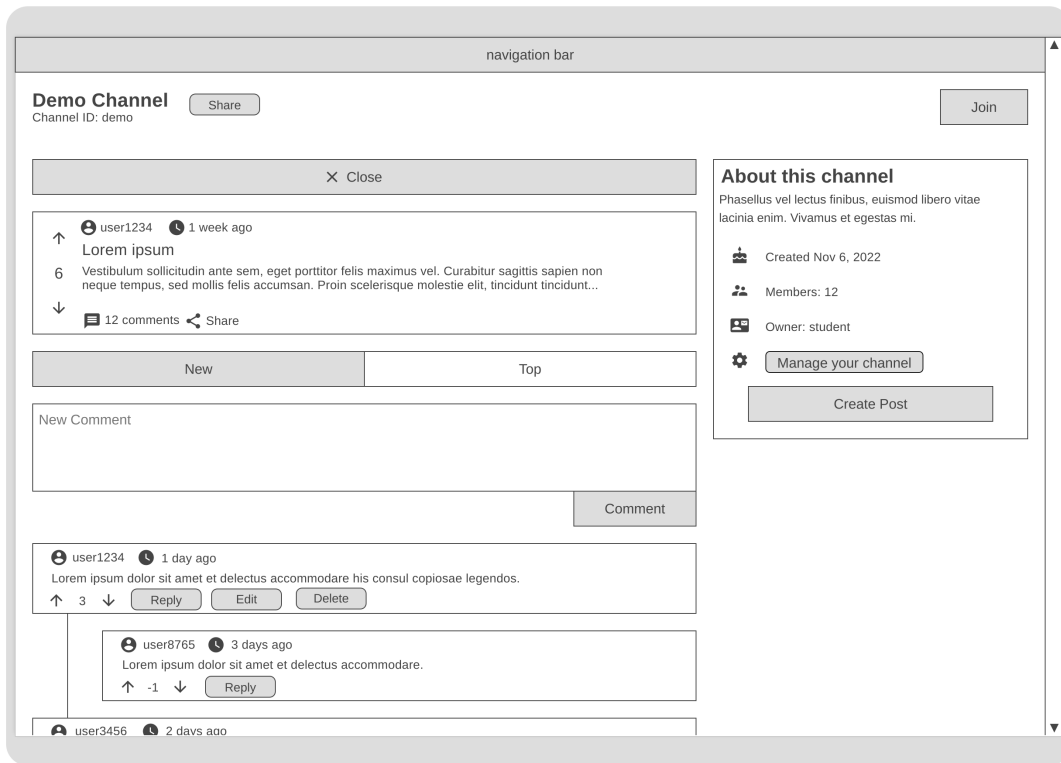 navigation bar
Demo Channel
Share
Channel ID: demo
Join
Close
user1234 1 week ago
Lorem ipsum
6
Vestibulum sollicitudin ante sem, eget porttitor felis maximus vel. Curabitur sagittis sapien non
neque tempus, sed mollis felis accumsan. Proin scelerisque molestie elit, tincidunt tincidunt...
12 comments Share
New
Top
New Comment
Comment
user1234 1 day ago
Lorem ipsum dolor sit amet et delectus accommodare his consul copiosae legendos.
3 Reply Edit Delete
user8765 3 days ago
Lorem ipsum dolor sit amet et delectus accommodare.
-1 Reply
user3456 2 days ago
About this channel
Phasellus vel lectus finibus, euismod libero vitae
lacinia enim. Vivamus et egestas mi.
Created Nov 6, 2022
Members: 12
Owner: student
Manage your channel
Create Post